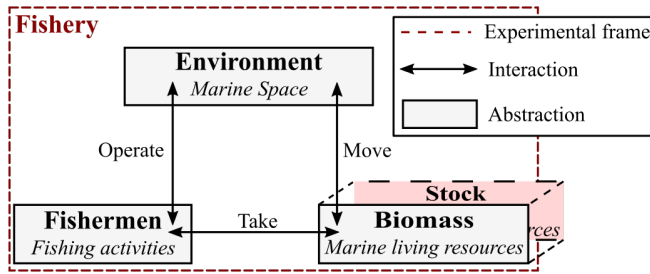 Fishery
Experimental frame
Interaction
Abstraction
Environment
Marine Space
Operate
Move
Stock
Fishermen
Fishing activities
Take
Biomass
Marine living resources